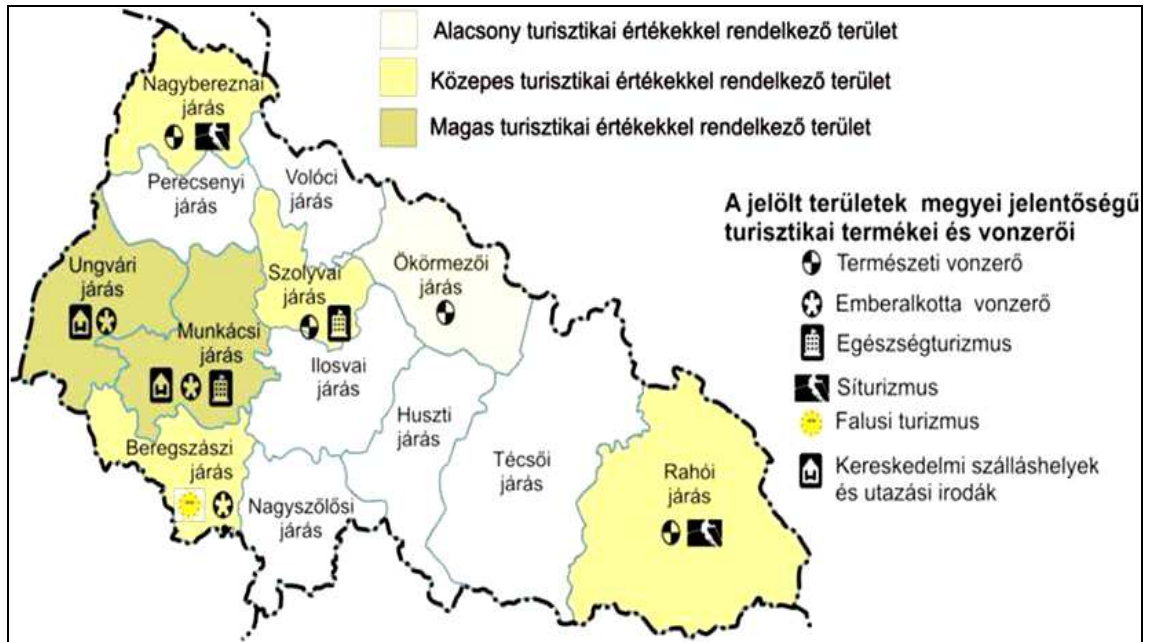 Alacsony turisztikai értékekkel rendelkező terület
Közepes turisztikai értékekkel rendelkező terület
Magas turisztikai értékekkel rendelkező terület
Nagybereznai
járás
Perecsenyi
járás
Volóci
járás
Ungvári
járás
Munkácsi
járás
Szolyvai
járás
Ökörmezői
járás
Ilosvai
járás
Huszti
járás
Beregszászi
járás
Nagyszőlősi
járás
Técsői
járás
Rahói
járás
A jelölt területek megyei jelentőségű
turisztikai termékei és vonzerői
Természeti vonzerő
Emberalkotta vonzerő
Egészségturizmus
Síturizmus
Falusi turizmus
Kereskedelmi szálláshelyek
és utazási irodák